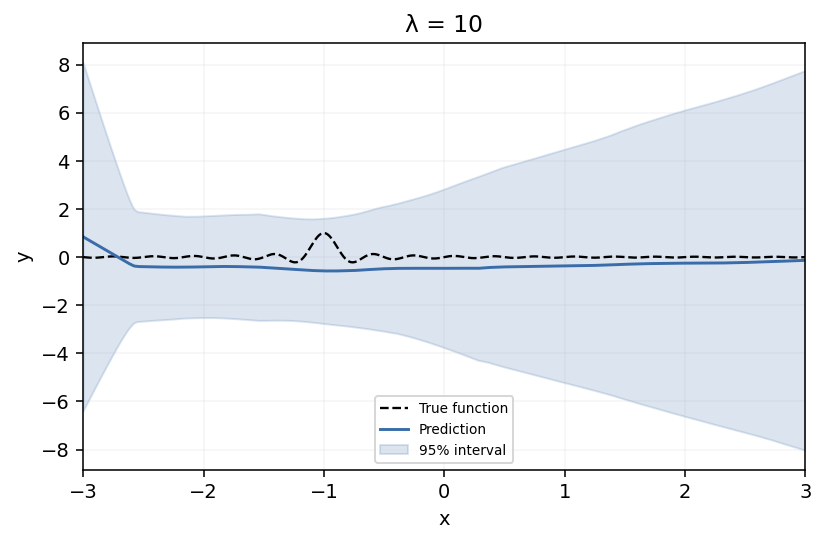 λ = 10
8
6
4
2
0
−2
−4
−6
−8
y
True function
Prediction
95% interval
−3 −2 −1 0 1 2 3
x